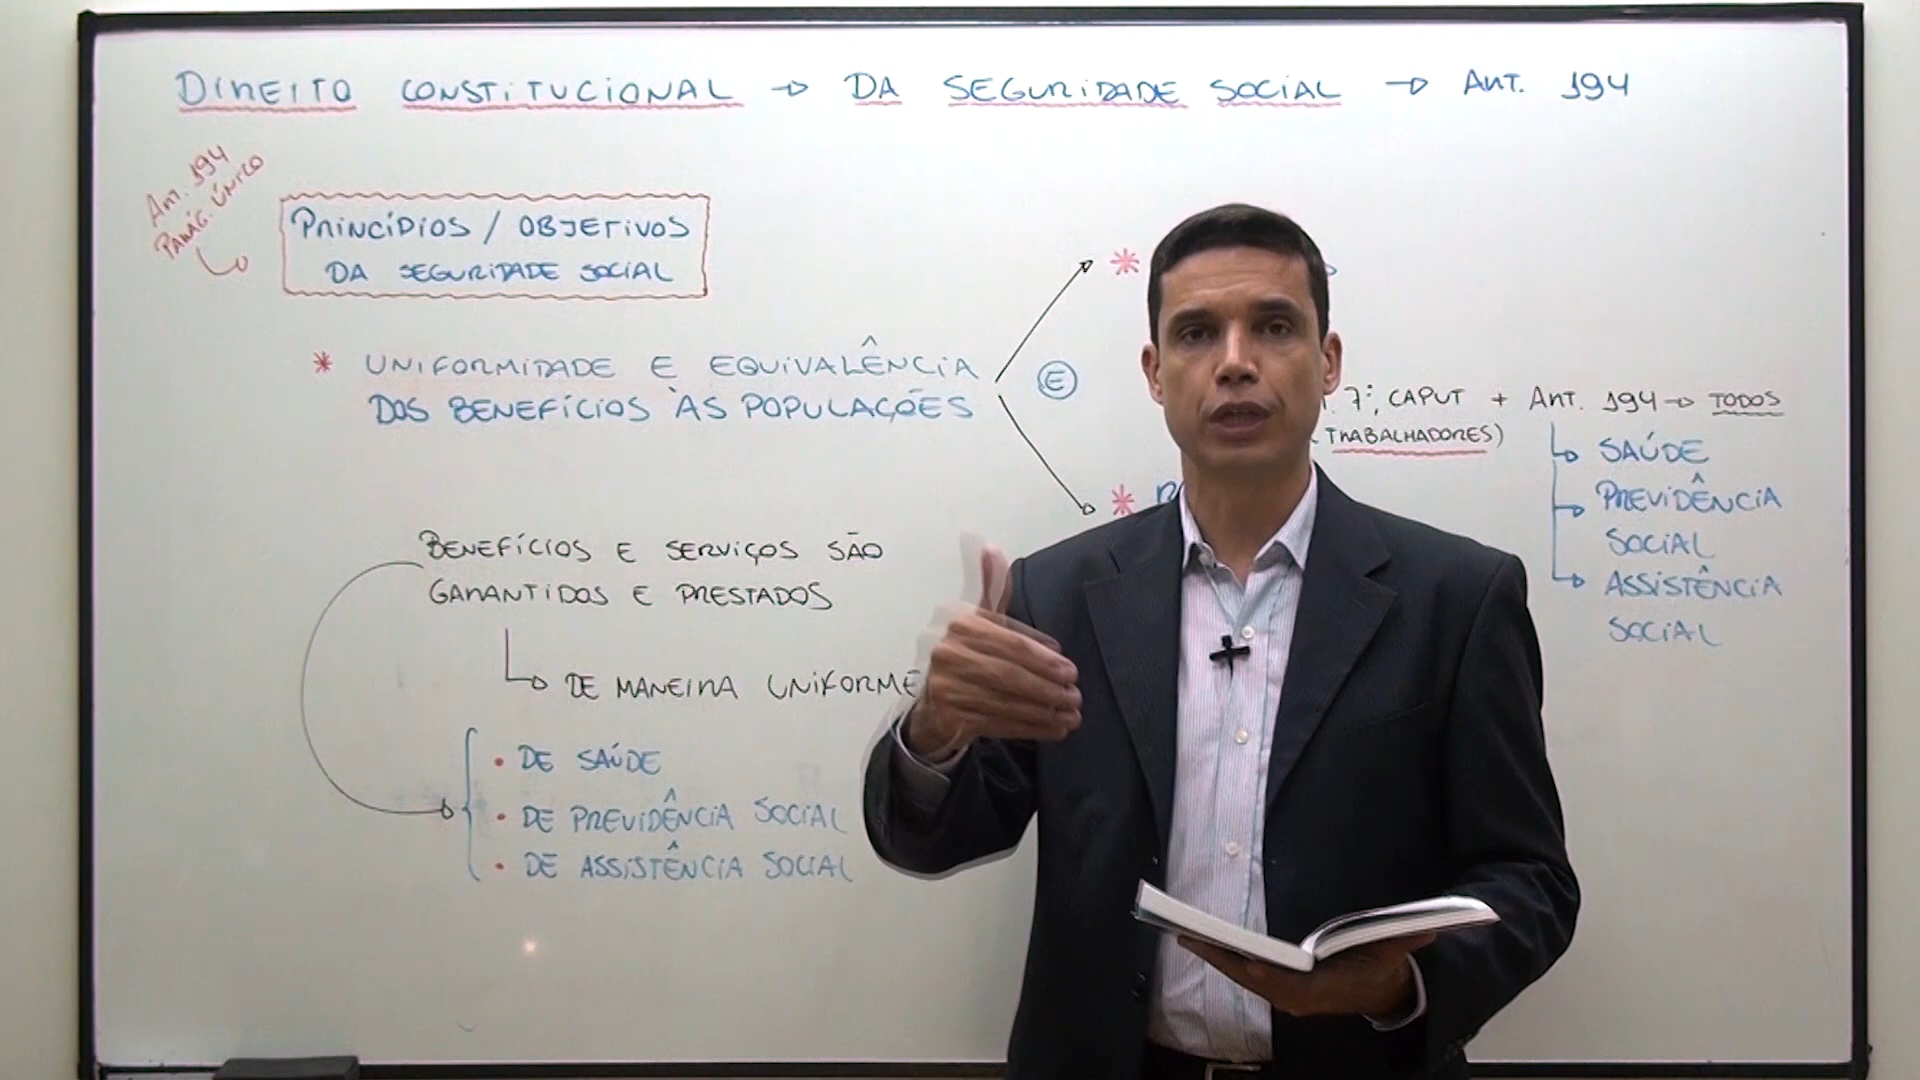 DIREITO CONSTITUCIONAL → DA SEGURIDADE SOCIAL → ART. 194
ART. 194
PARÁG. ÚNICO
PRINCÍPIOS / OBJETIVOS
DA SEGURIDADE SOCIAL
* UNIFORMIDADE E EQUIVALÊNCIA
DOS BENEFÍCIOS ÀS POPULAÇÕES
E
*
7º, CAPUT + ART. 194 → TODOS
TRABALHADORES)
SAÚDE
PREVIDÊNCIA
SOCIAL
ASSISTÊNCIA
SOCIAL
*
BENEFÍCIOS E SERVIÇOS SÃO
GARANTIDOS E PRESTADOS
DE MANEIRA UNIFORME
• DE SAÚDE
• DE PREVIDÊNCIA SOCIAL
• DE ASSISTÊNCIA SOCIAL